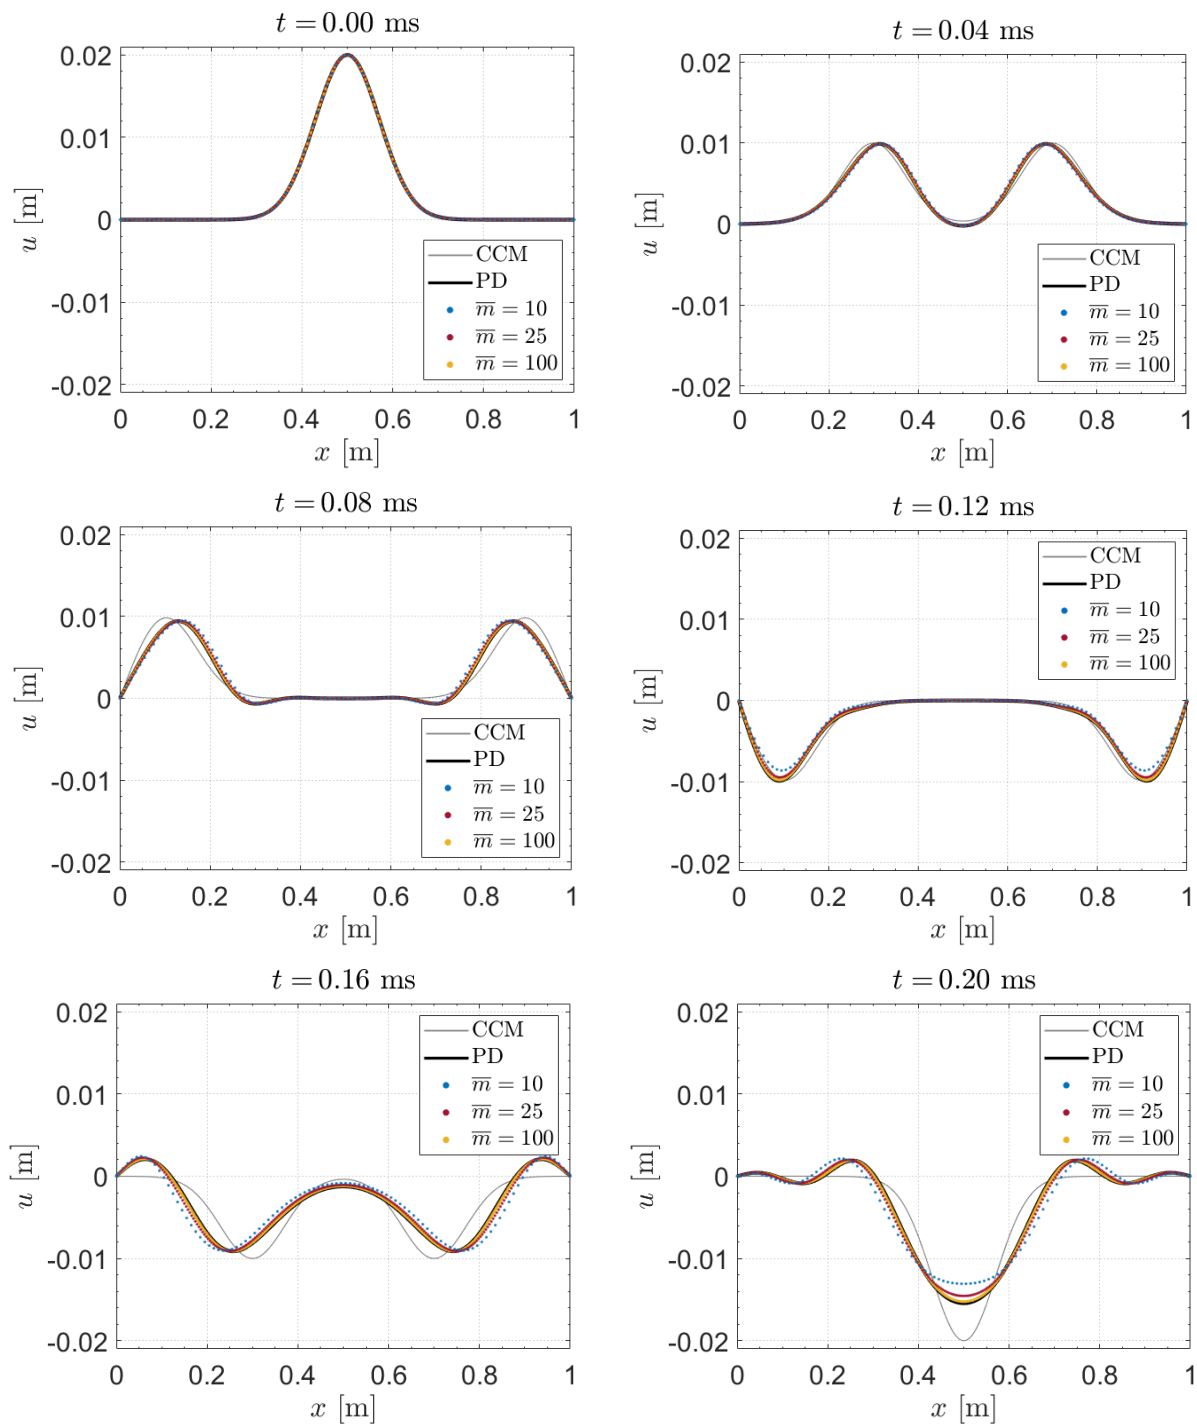 t = 0.00 ms
0.02
0.01
0
-0.01
-0.02
u [m]
CCM
PD
m̅ = 10
m̅ = 25
m̅ = 100
0 0.2 0.4 0.6 0.8 1
x [m]
t = 0.04 ms
0.02
0.01
0
-0.01
-0.02
u [m]
CCM
PD
m̅ = 10
m̅ = 25
m̅ = 100
0 0.2 0.4 0.6 0.8 1
x [m]
t = 0.08 ms
0.02
0.01
0
-0.01
-0.02
u [m]
CCM
PD
m̅ = 10
m̅ = 25
m̅ = 100
0 0.2 0.4 0.6 0.8 1
x [m]
t = 0.12 ms
0.02
0.01
0
-0.01
-0.02
u [m]
CCM
PD
m̅ = 10
m̅ = 25
m̅ = 100
0 0.2 0.4 0.6 0.8 1
x [m]
t = 0.16 ms
0.02
0.01
0
-0.01
-0.02
u [m]
CCM
PD
m̅ = 10
m̅ = 25
m̅ = 100
0 0.2 0.4 0.6 0.8 1
x [m]
t = 0.20 ms
0.02
0.01
0
-0.01
-0.02
u [m]
CCM
PD
m̅ = 10
m̅ = 25
m̅ = 100
0 0.2 0.4 0.6 0.8 1
x [m]